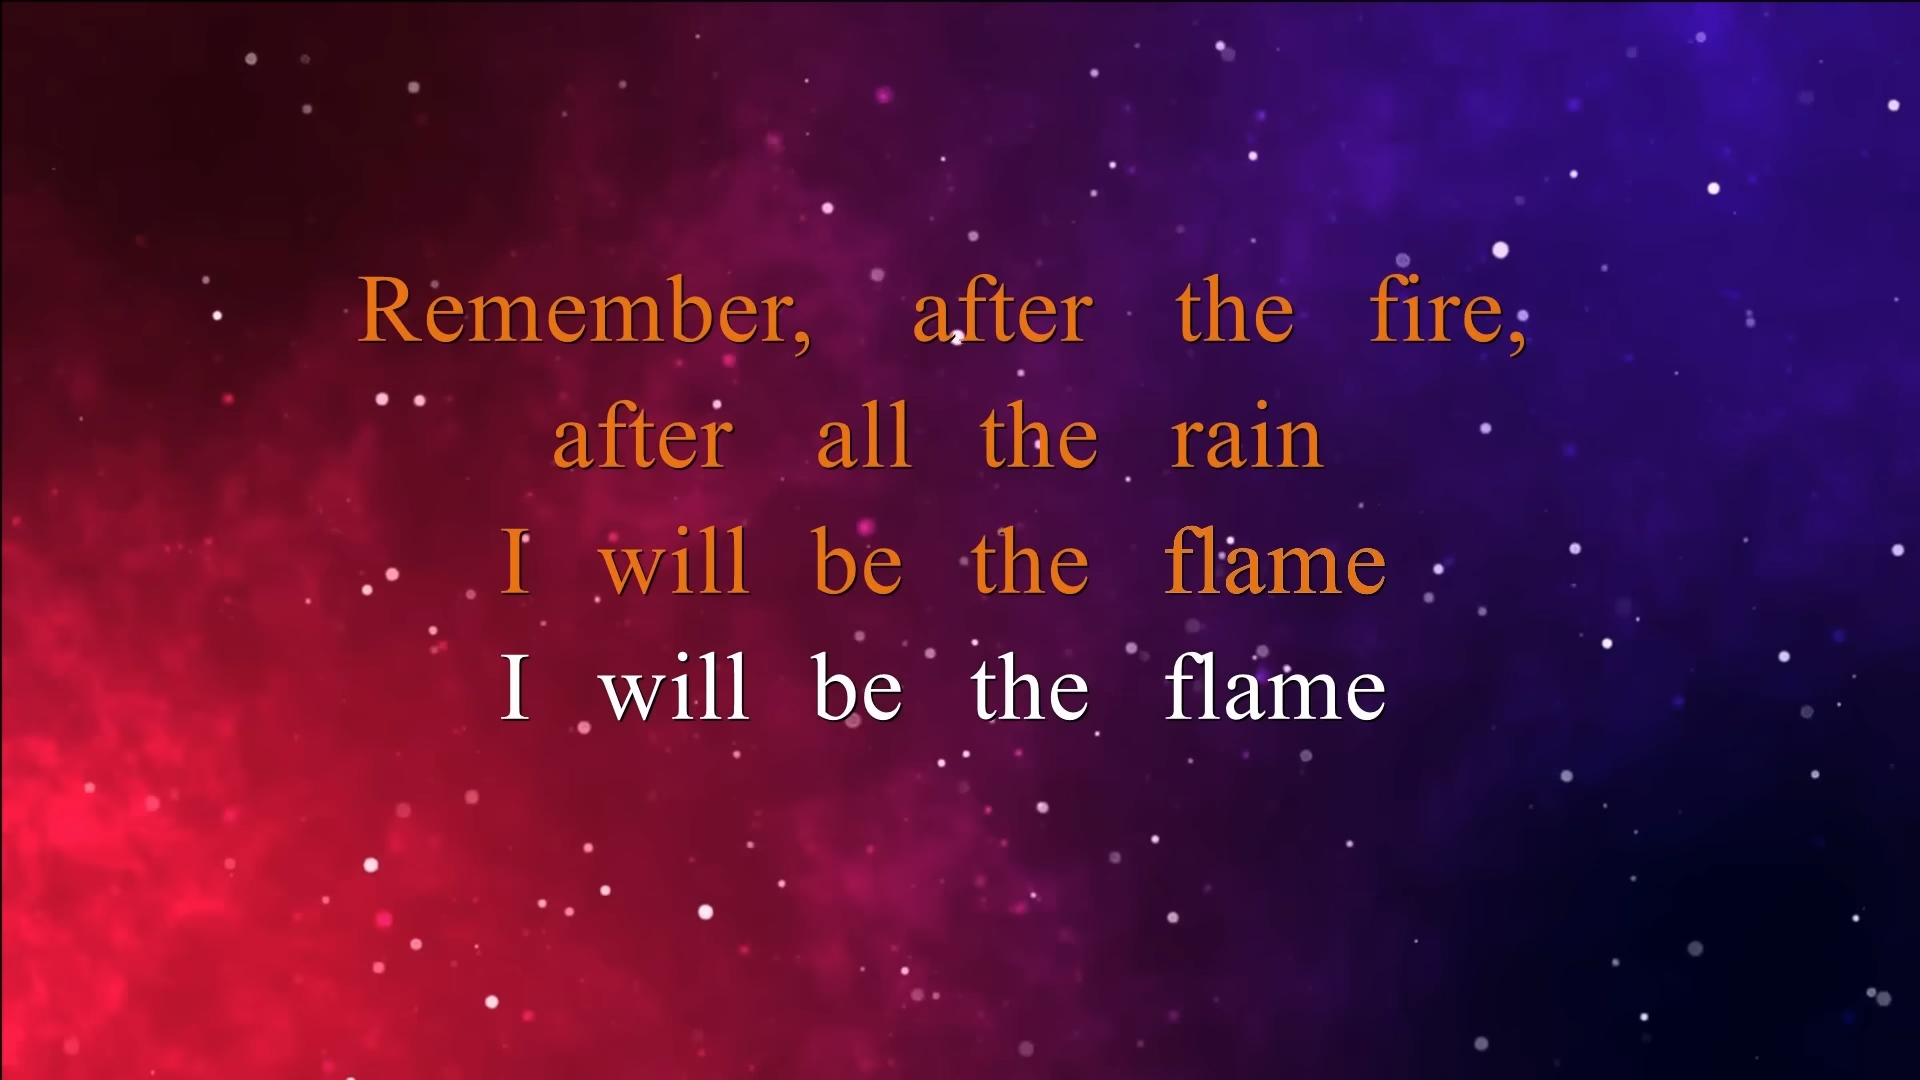 Remember, after the fire,
after all the rain
I will be the flame
I will be the flame